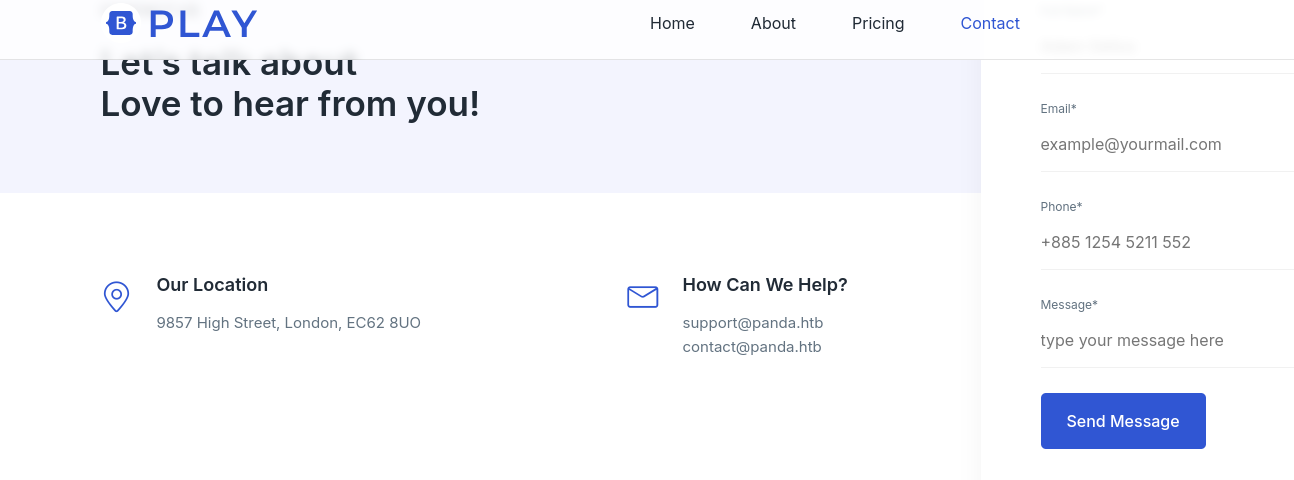 B PLAY
Home
About
Pricing
Contact
Let's talk about
Love to hear from you!
Our Location
9857 High Street, London, EC62 8UO
How Can We Help?
support@panda.htb
contact@panda.htb
Email*
example@yourmail.com
Phone*
+885 1254 5211 552
Message*
type your message here
Send Message